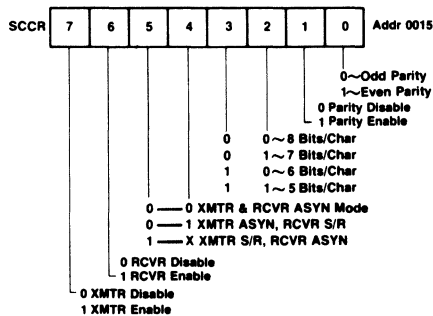 SCCR 7 6 5 4 3 2 1 0 Addr 0015
0~Odd Parity
1~Even Parity
0 Parity Disable
1 Parity Enable
0 0~8 Bits/Char
0 1~7 Bits/Char
1 0~6 Bits/Char
1 1~5 Bits/Char
0 — 0 XMTR & RCVR ASYN Mode
0 — 1 XMTR ASYN, RCVR S/R
1 — X XMTR S/R, RCVR ASYN
0 RCVR Disable
1 RCVR Enable
0 XMTR Disable
1 XMTR Enable